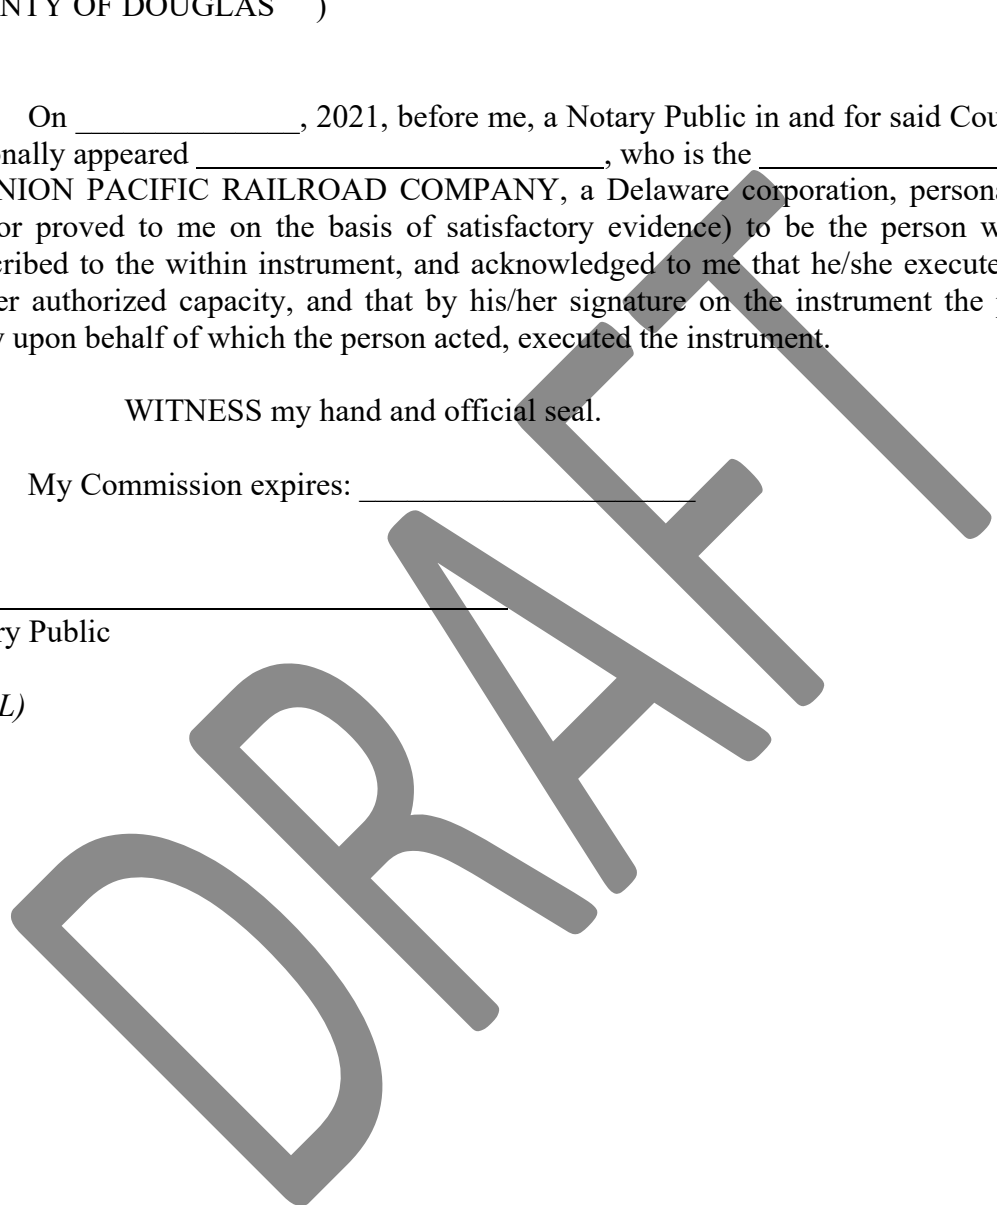 NTY OF DOUGLAS )
On ______________, 2021, before me, a Notary Public in and for said Cou
onally appeared _________________________, who is the _______________
NION PACIFIC RAILROAD COMPANY, a Delaware corporation, persona
or proved to me on the basis of satisfactory evidence) to be the person w
cribed to the within instrument, and acknowledged to me that he/she execute
er authorized capacity, and that by his/her signature on the instrument the p
y upon behalf of which the person acted, executed the instrument.
WITNESS my hand and official seal.
My Commission expires: _______________________
ry Public
L)
DRAFT